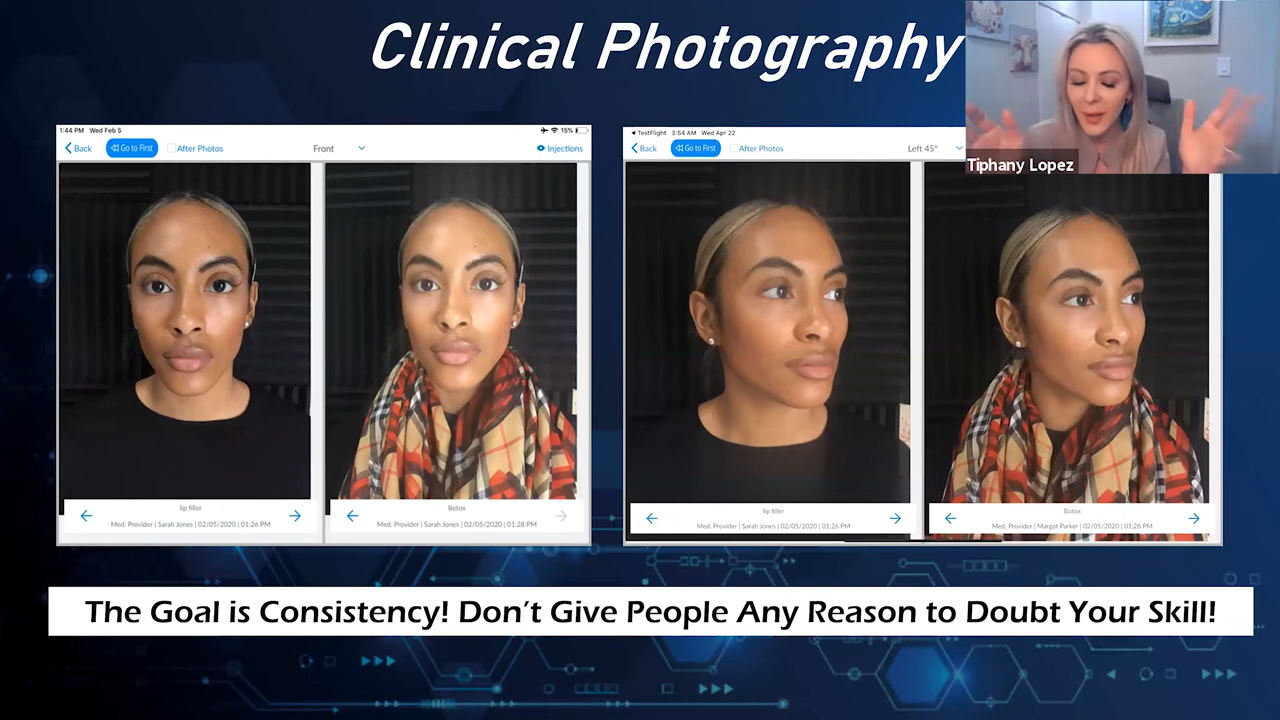 Clinical Photography
Tiphany Lopez
1:44 PM Wed Feb 5
15%
Back
Go to First
After Photos
Front
Injections
lip filler
Med. Provider | Sarah Jones | 02/05/2020 | 01:26 PM
Botox
Med. Provider | Sarah Jones | 02/05/2020 | 01:28 PM
TestFlight 3:54 AM Wed Apr 22
Back
Go to First
After Photos
Left 45°
lip filler
Med. Provider | Sarah Jones | 02/05/2020 | 01:26 PM
Botox
Med. Provider | Margot Parker | 02/05/2020 | 01:28 PM
The Goal is Consistency! Don't Give People Any Reason to Doubt Your Skill!